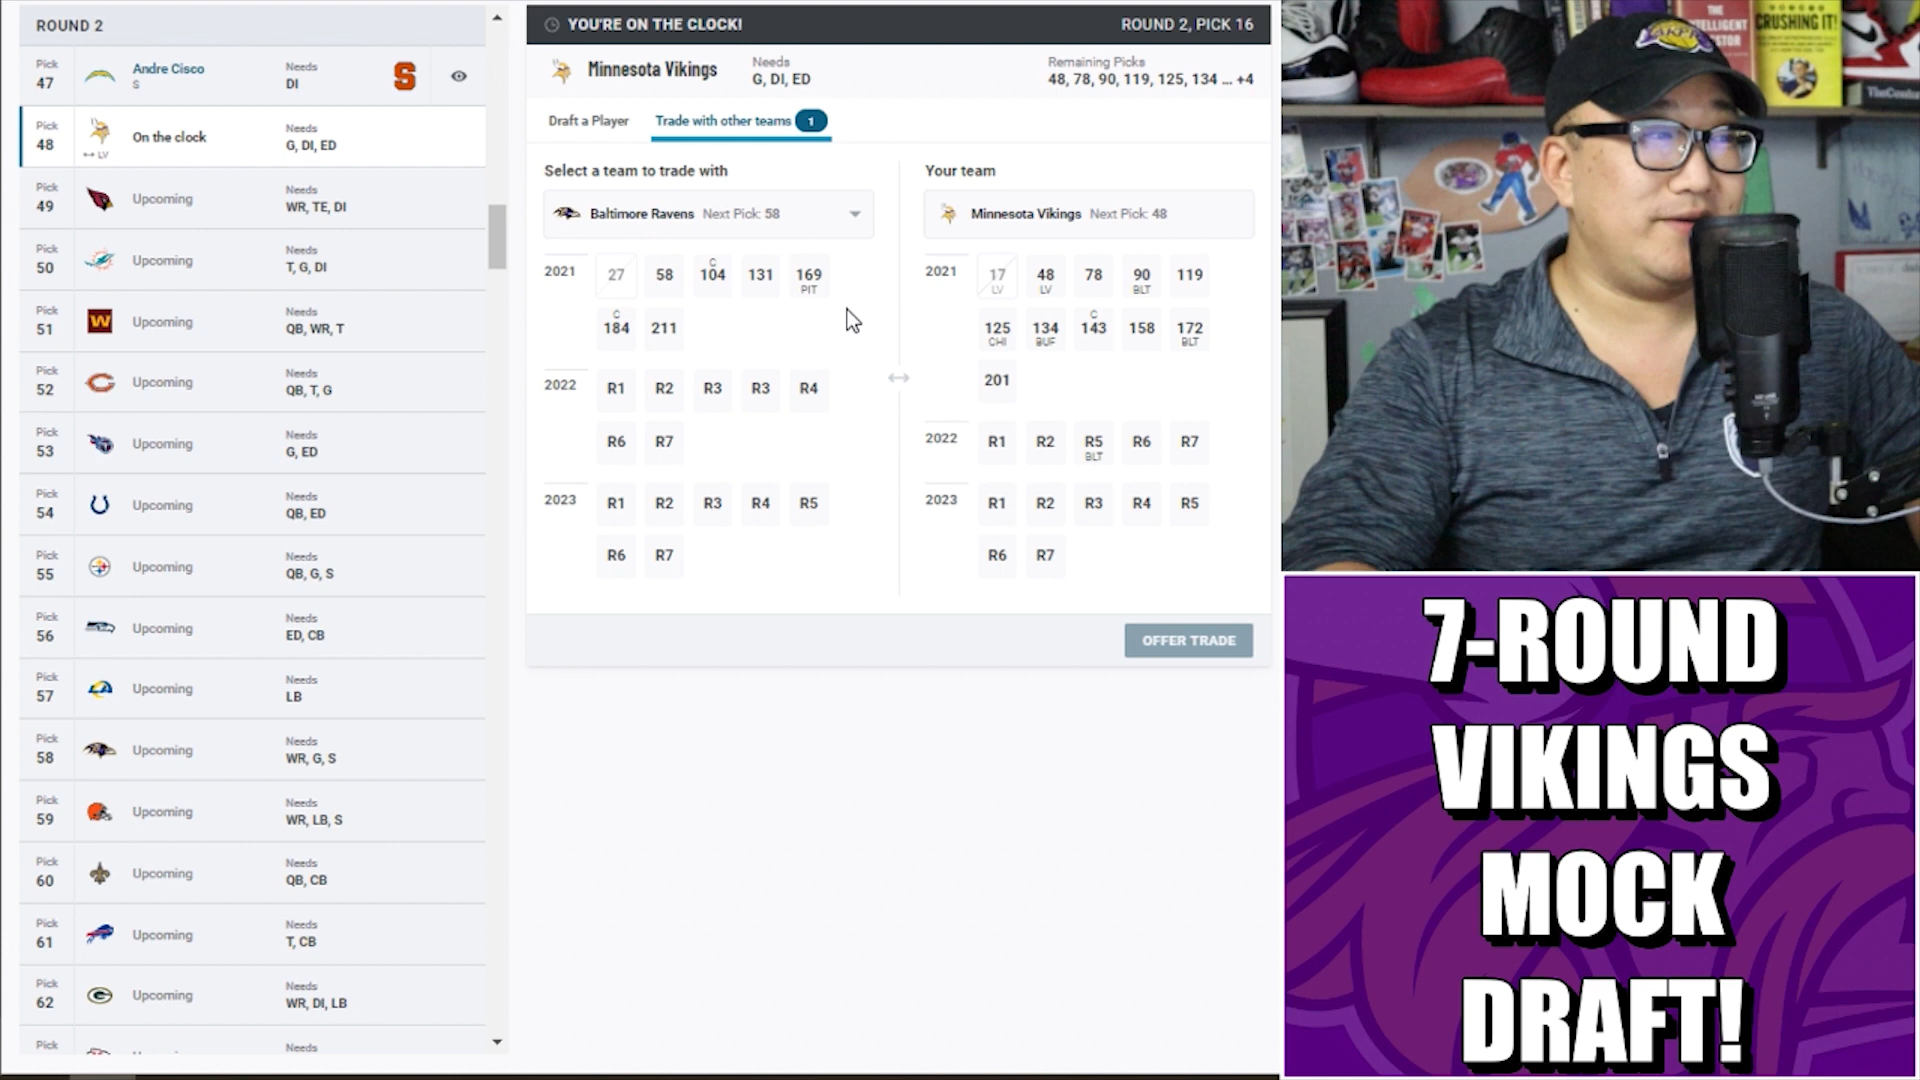 ROUND 2
Pick
47
Andre Cisco
S
Needs
DI
S
Pick
48
LV
On the clock
Needs
G, DI, ED
Pick
49
Upcoming
Needs
WR, TE, DI
Pick
50
Upcoming
Needs
T, G, DI
Pick
51
W
Upcoming
Needs
QB, WR, T
Pick
52
Upcoming
Needs
QB, T, G
Pick
53
Upcoming
Needs
G, ED
Pick
54
Upcoming
Needs
QB, ED
Pick
55
Upcoming
Needs
QB, G, S
Pick
56
Upcoming
Needs
ED, CB
Pick
57
Upcoming
Needs
LB
Pick
58
Upcoming
Needs
WR, G, S
Pick
59
Upcoming
Needs
WR, LB, S
Pick
60
Upcoming
Needs
QB, CB
Pick
61
Upcoming
Needs
T, CB
Pick
62
Upcoming
Needs
WR, DI, LB
Pick
Needs
YOU'RE ON THE CLOCK!
ROUND 2, PICK 16
Minnesota Vikings
Needs
G, DI, ED
Remaining Picks
48, 78, 90, 119, 125, 134 ... +4
Draft a Player
Trade with other teams 1
Select a team to trade with
Baltimore Ravens Next Pick: 58
2021
27 58 C 104 131 169 PIT
C 184 211
2022
R1 R2 R3 R3 R4
R6 R7
2023
R1 R2 R3 R4 R5
R6 R7
Your team
Minnesota Vikings Next Pick: 48
2021
17 LV 48 LV 78 90 BLT 119
125 CHI 134 BUF C 143 158 172 BLT
201
2022
R1 R2 R5 BLT R6 R7
2023
R1 R2 R3 R4 R5
R6 R7
OFFER TRADE
THE
CRUSHING IT!
LAKERS
7-ROUND
VIKINGS
MOCK
DRAFT!